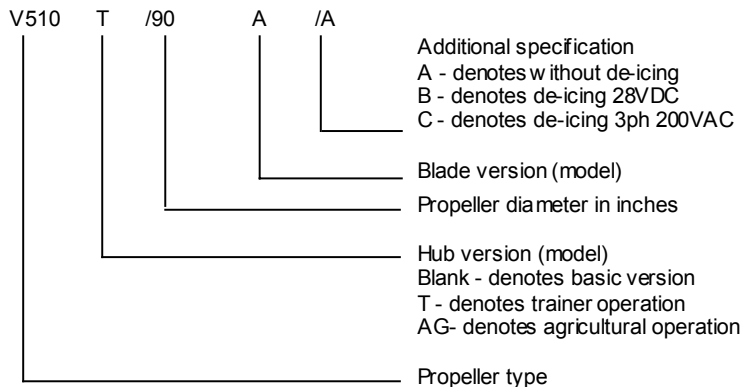 V510 T /90 A /A
Additional specification
A - denotes without de-icing
B - denotes de-icing 28VDC
C - denotes de-icing 3ph 200VAC
Blade version (model)
Propeller diameter in inches
Hub version (model)
Blank - denotes basic version
T - denotes trainer operation
AG- denotes agricultural operation
Propeller type